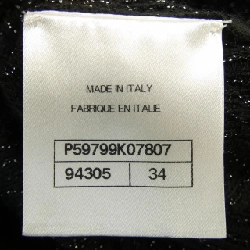 MADE IN ITALY
FABRIQUE EN ITALIE
P59799K07807
94305 34